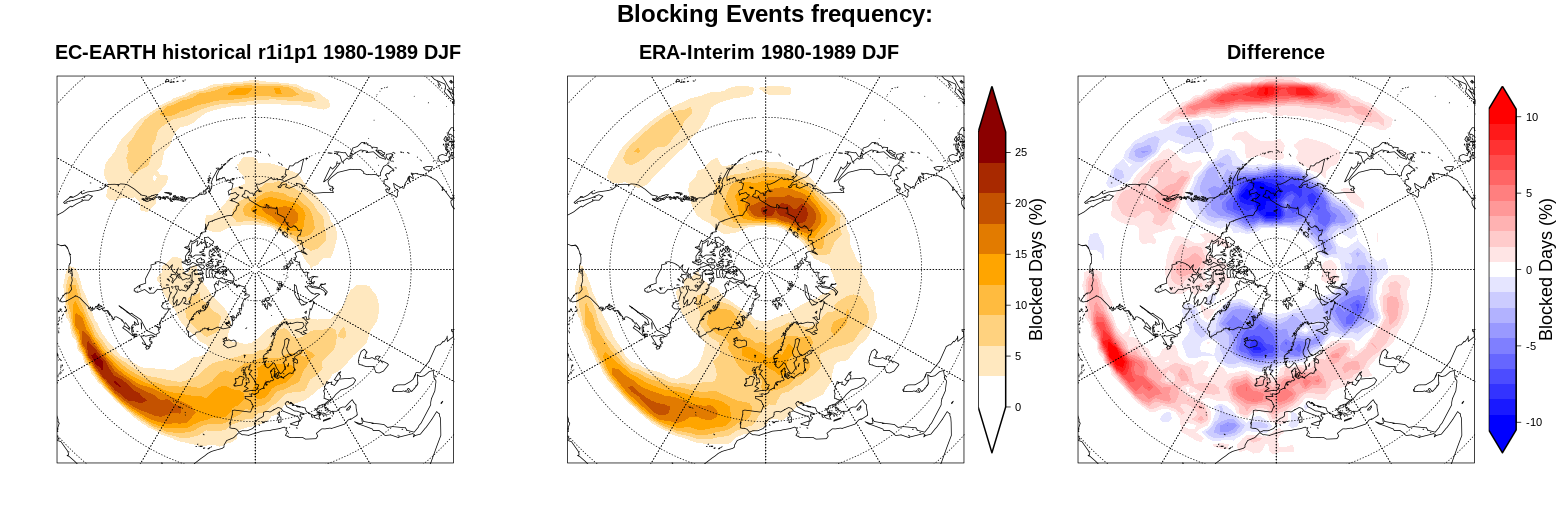 Blocking Events frequency:
EC-EARTH historical r1i1p1 1980-1989 DJF
ERA-Interim 1980-1989 DJF
Difference
25
20
15
10
5
0
Blocked Days (%)
10
5
0
-5
-10
Blocked Days (%)